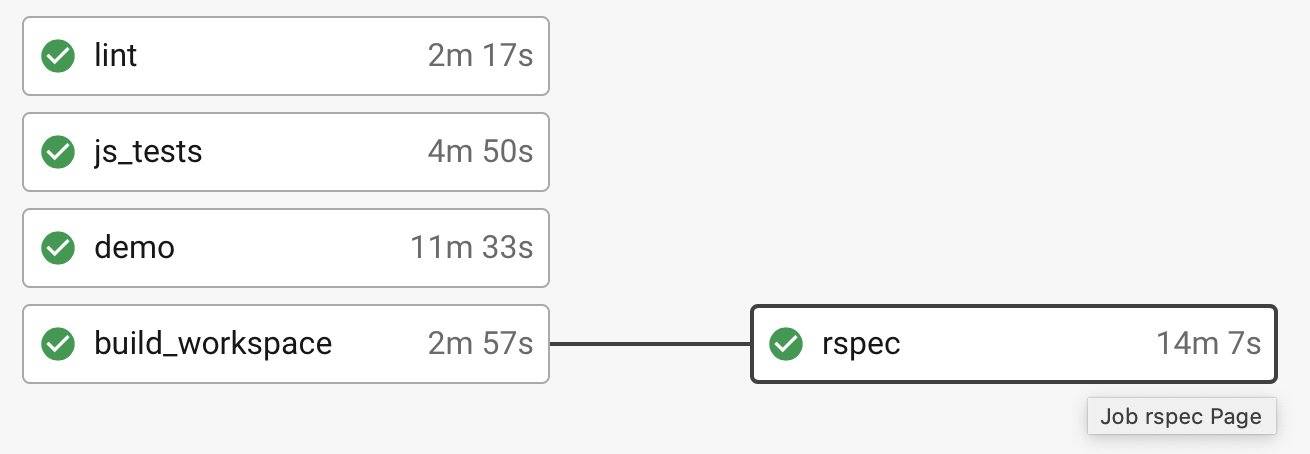 lint 2m 17s
js_tests 4m 50s
demo 11m 33s
build_workspace 2m 57s
rspec 14m 7s
Job rspec Page